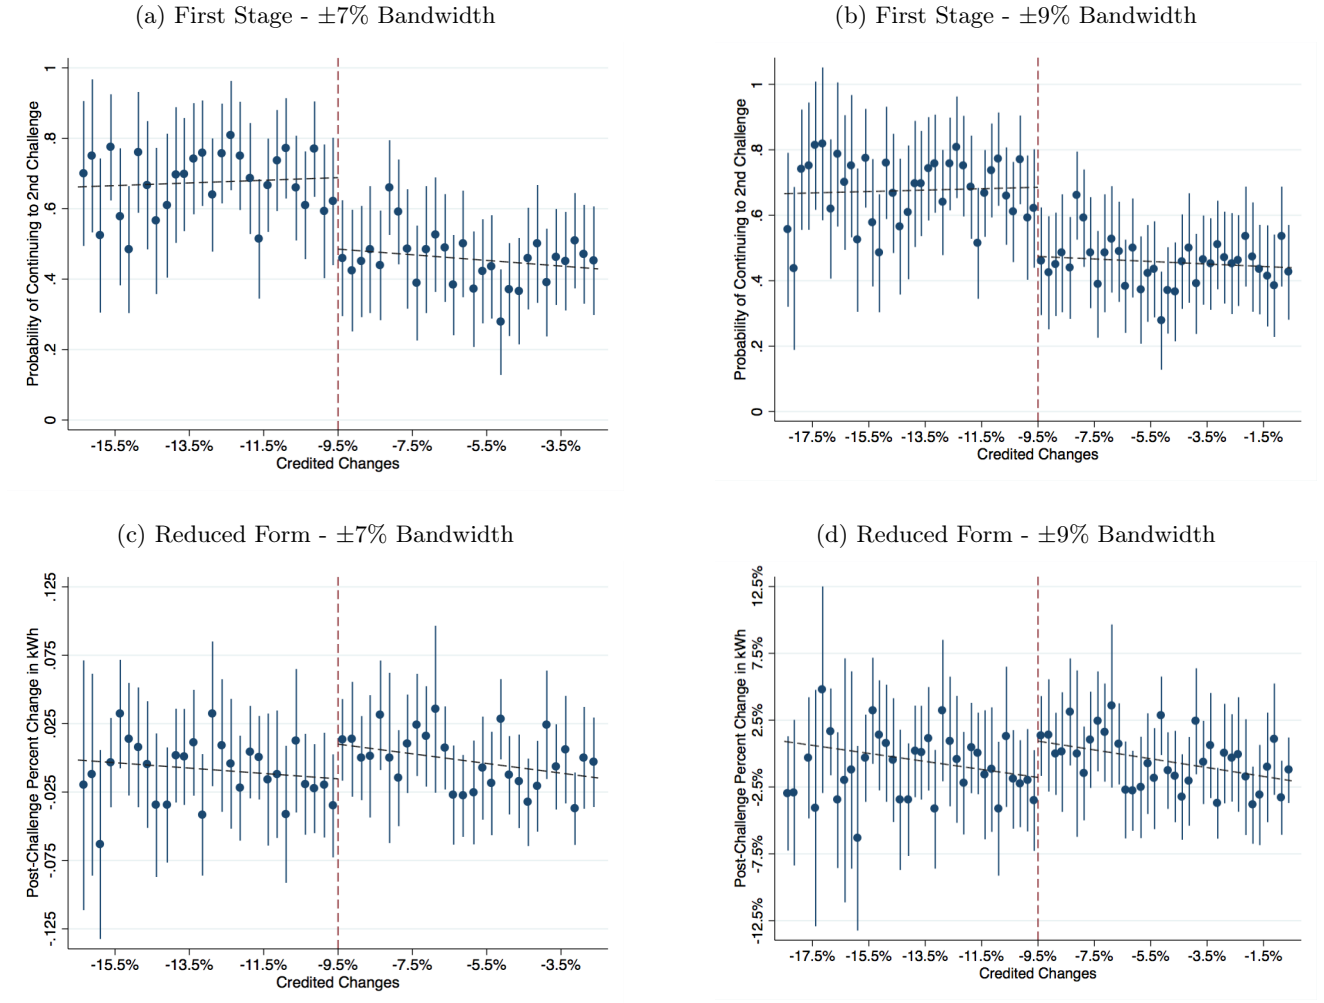 (a) First Stage - ±7% Bandwidth
Probability of Continuing to 2nd Challenge
1
.8
.6
.4
.2
0
-15.5% -13.5% -11.5% -9.5% -7.5% -5.5% -3.5%
Credited Changes
(b) First Stage - ±9% Bandwidth
Probability of Continuing to 2nd Challenge
1
.8
.6
.4
.2
0
-17.5% -15.5% -13.5% -11.5% -9.5% -7.5% -5.5% -3.5% -1.5%
Credited Changes
(c) Reduced Form - ±7% Bandwidth
Post-Challenge Percent Change in kWh
.125
.075
.025
-.025
-.075
-.125
-15.5% -13.5% -11.5% -9.5% -7.5% -5.5% -3.5%
Credited Changes
(d) Reduced Form - ±9% Bandwidth
Post-Challenge Percent Change in kWh
12.5%
7.5%
2.5%
-2.5%
-7.5%
-12.5%
-17.5% -15.5% -13.5% -11.5% -9.5% -7.5% -5.5% -3.5% -1.5%
Credited Changes